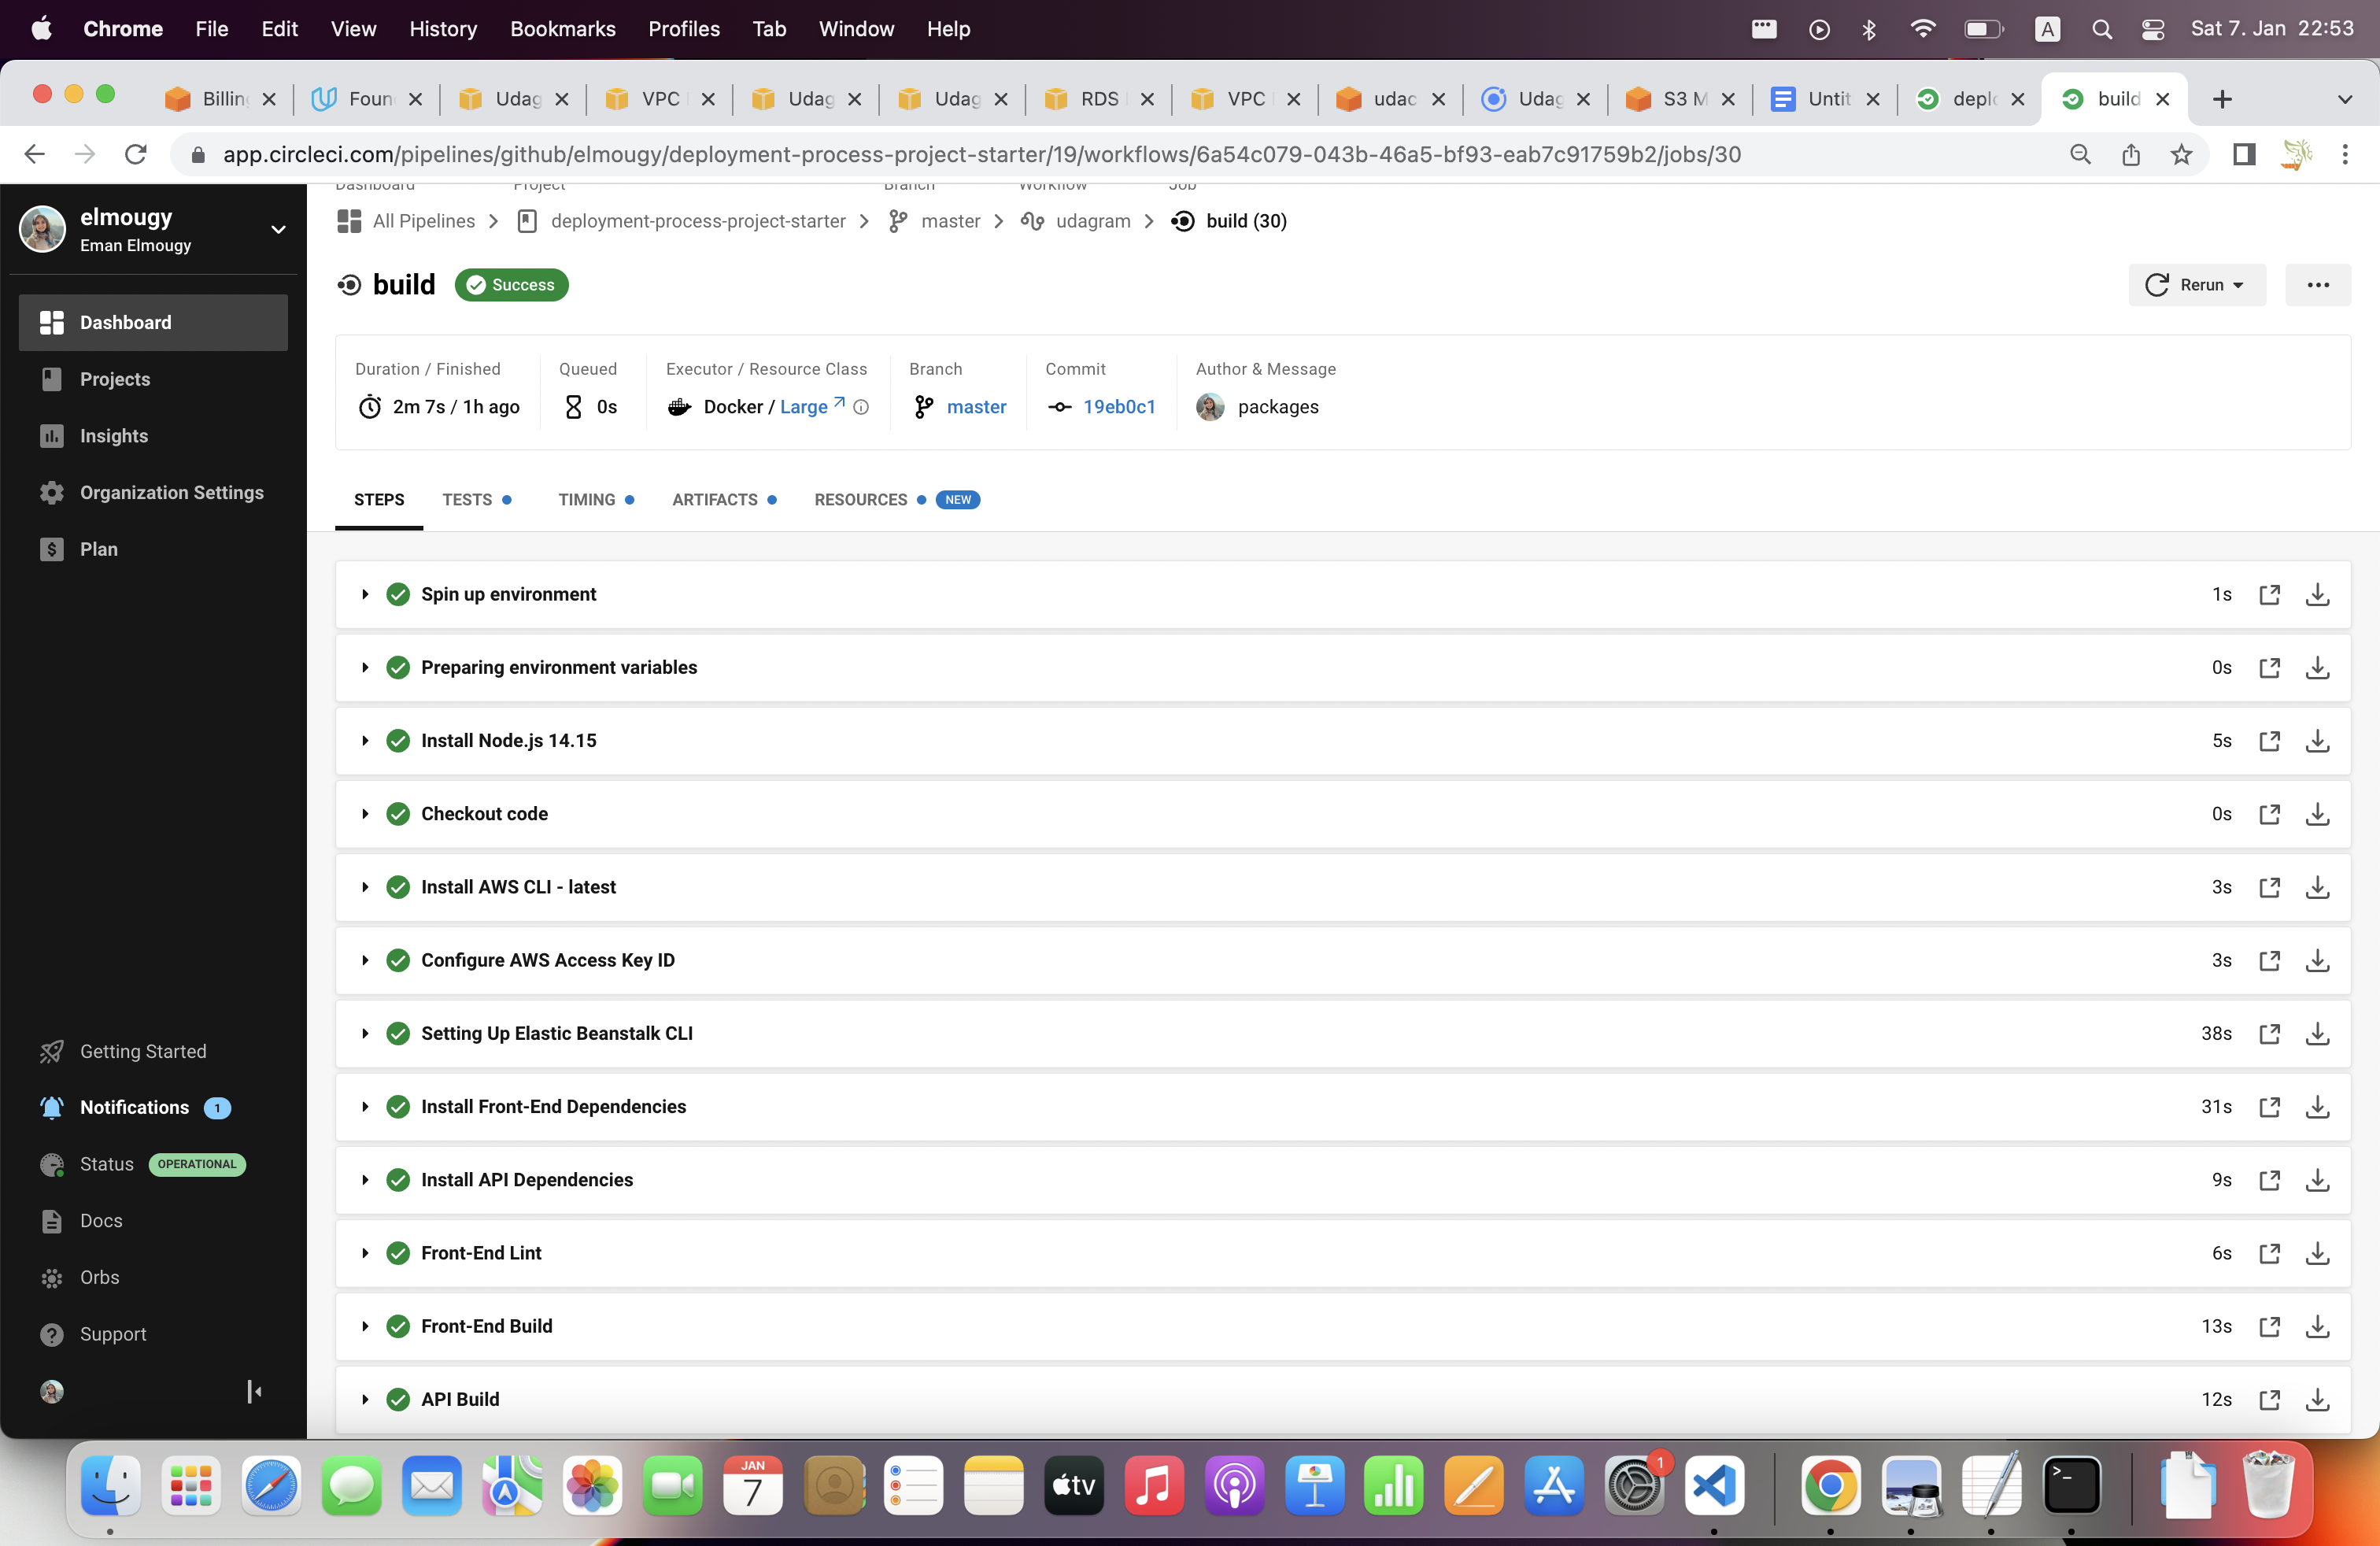 Chrome File Edit View History Bookmarks Profiles Tab Window Help A Sat 7. Jan 22:53
Billin Foun Udag VPC Udag Udag RDS VPC udac Udag S3 M Untit deplo build
app.circleci.com/pipelines/github/elmougy/deployment-process-project-starter/19/workflows/6a54c079-043b-46a5-bf93-eab7c91759b2/jobs/30
elmougy
Eman Elmougy
Dashboard
Projects
Insights
Organization Settings
Plan
Getting Started
Notifications 1
Status OPERATIONAL
Docs
Orbs
Support
Dashboard Project Branch Workflow Job
All Pipelines deployment-process-project-starter master udagram build (30)
build Success Rerun
Duration / Finished Queued Executor / Resource Class Branch Commit Author & Message
2m 7s / 1h ago 0s Docker / Large master 19eb0c1 packages
STEPS TESTS TIMING ARTIFACTS RESOURCES NEW
Spin up environment 1s
Preparing environment variables 0s
Install Node.js 14.15 5s
Checkout code 0s
Install AWS CLI - latest 3s
Configure AWS Access Key ID 3s
Setting Up Elastic Beanstalk CLI 38s
Install Front-End Dependencies 31s
Install API Dependencies 9s
Front-End Lint 6s
Front-End Build 13s
API Build 12s
JAN
7
tv
1